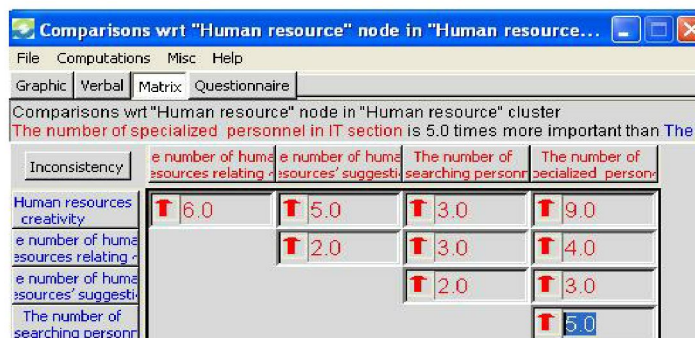 Comparisons wrt "Human resource" node in "Human resource...
File Computations Misc Help
Graphic Verbal Matrix Questionnaire
Comparisons wrt "Human resource" node in "Human resource" cluster
The number of specialized personnel in IT section is 5.0 times more important than The
Inconsistency
e number of huma
esources relating
e number of huma
esources' suggesti
The number of
searching personr
The number of
pecialized person
Human resources
creativity
6.0 5.0 3.0 9.0
e number of huma
esources relating
2.0 3.0 4.0
e number of huma
esources' suggesti
2.0 3.0
The number of
searching personr
5.0